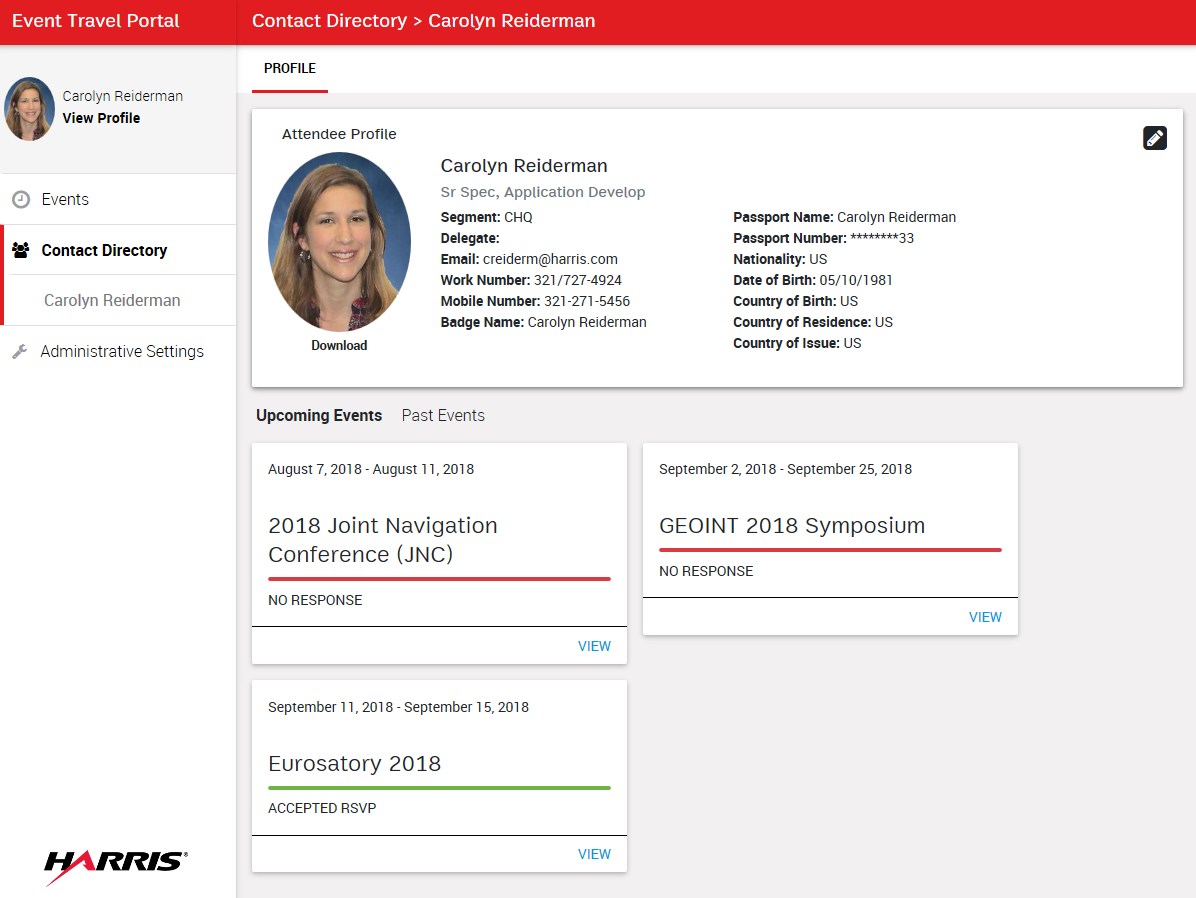 Event Travel Portal
Contact Directory > Carolyn Reiderman
Carolyn Reiderman
View Profile
Events
Contact Directory
Carolyn Reiderman
Administrative Settings
HARRIS®
PROFILE
Attendee Profile
Download
Carolyn Reiderman
Sr Spec, Application Develop
Segment: CHQ
Delegate:
Email: creiderm@harris.com
Work Number: 321/727-4924
Mobile Number: 321-271-5456
Badge Name: Carolyn Reiderman
Passport Name: Carolyn Reiderman
Passport Number: ********33
Nationality: US
Date of Birth: 05/10/1981
Country of Birth: US
Country of Residence: US
Country of Issue: US
Upcoming Events
Past Events
August 7, 2018 - August 11, 2018
2018 Joint Navigation
Conference (JNC)
NO RESPONSE
VIEW
September 2, 2018 - September 25, 2018
GEOINT 2018 Symposium
NO RESPONSE
VIEW
September 11, 2018 - September 15, 2018
Eurosatory 2018
ACCEPTED RSVP
VIEW